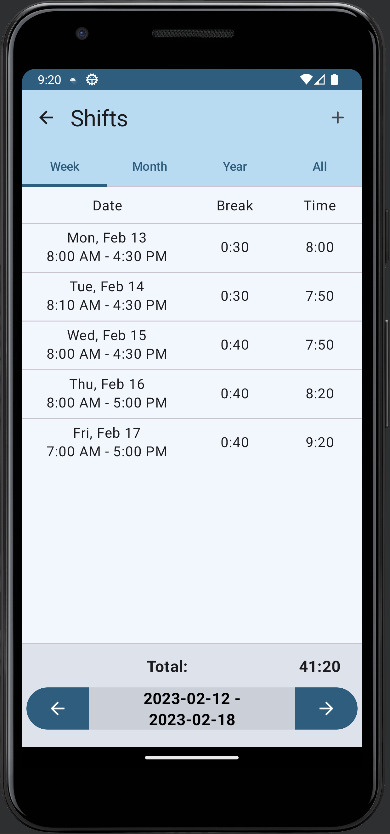 9:20
Shifts
Week Month Year All
Date Break Time
Mon, Feb 13
8:00 AM - 4:30 PM 0:30 8:00
Tue, Feb 14
8:10 AM - 4:30 PM 0:30 7:50
Wed, Feb 15
8:00 AM - 4:30 PM 0:40 7:50
Thu, Feb 16
8:00 AM - 5:00 PM 0:40 8:20
Fri, Feb 17
7:00 AM - 5:00 PM 0:40 9:20
Total: 41:20
2023-02-12 -
2023-02-18